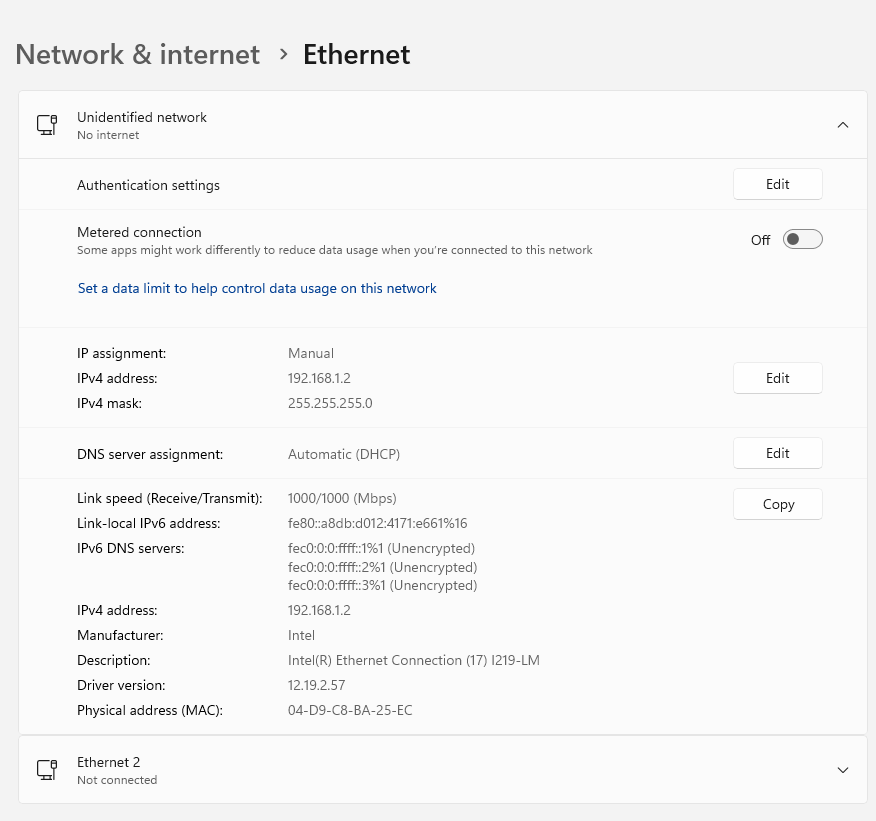 Network & internet > Ethernet
Unidentified network
No internet
Authentication settings
Edit
Metered connection
Some apps might work differently to reduce data usage when you're connected to this network
Off
Set a data limit to help control data usage on this network
IP assignment: Manual
IPv4 address: 192.168.1.2
Edit
IPv4 mask: 255.255.255.0
DNS server assignment: Automatic (DHCP)
Edit
Link speed (Receive/Transmit): 1000/1000 (Mbps)
Copy
Link-local IPv6 address: fe80::a8db:d012:4171:e661%16
IPv6 DNS servers: fec0:0:0:ffff::1%1 (Unencrypted)
fec0:0:0:ffff::2%1 (Unencrypted)
fec0:0:0:ffff::3%1 (Unencrypted)
IPv4 address: 192.168.1.2
Manufacturer: Intel
Description: Intel(R) Ethernet Connection (17) I219-LM
Driver version: 12.19.2.57
Physical address (MAC): 04-D9-C8-BA-25-EC
Ethernet 2
Not connected